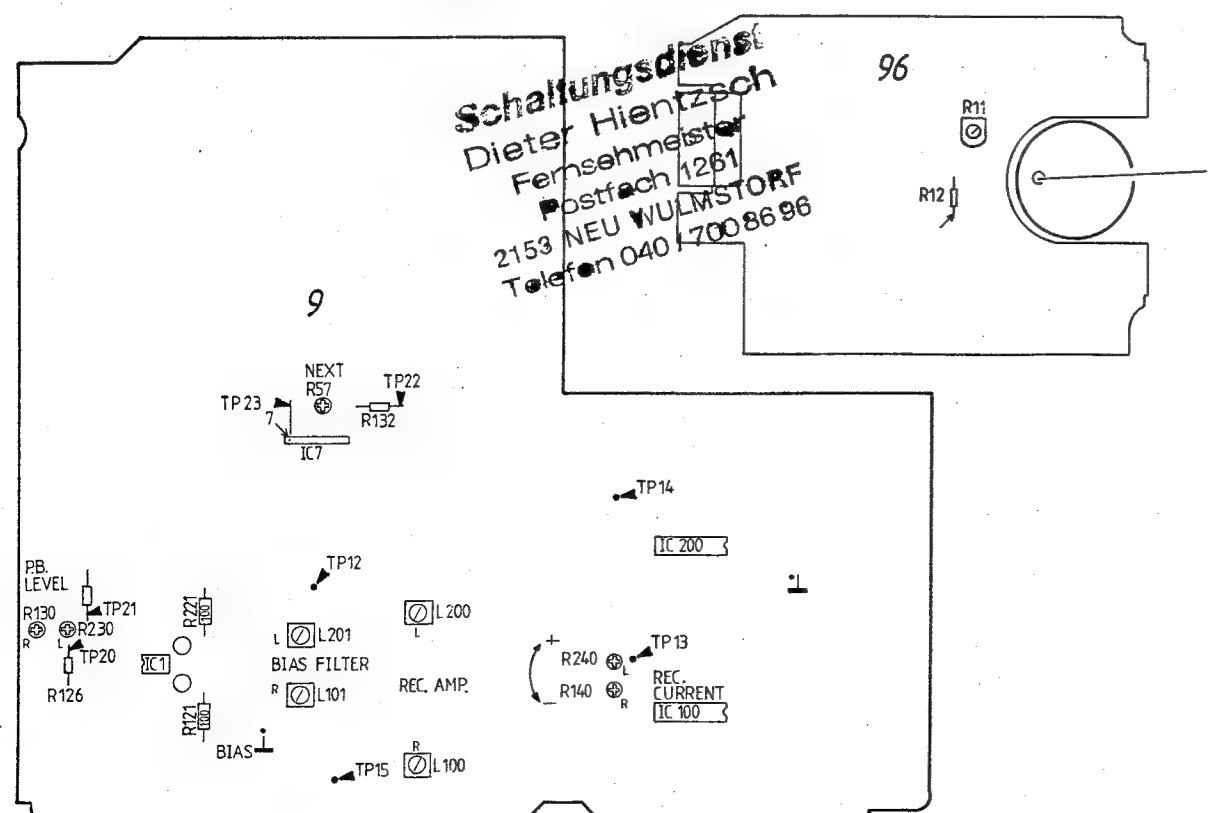 Schaltungsdienst
Dieter Hientzsch
Fernsehmeister
Postfach 1261
2153 NEU WULMSTORF
Telefon 040 / 700 86 96
96
R11
R12
9
NEXT
R57
TP23
TP22
7
R132
IC7
TP14
IC 200
P.B.
LEVEL
TP12
TP21
R130
R
R230
L
TP20
R126
R221
100
IC1
L
L201
BIAS FILTER
R
L101
R121
100
BIAS
L200
L
REC. AMP.
R
L100
TP15
+
−
R240
L
R140
R
TP13
REC.
CURRENT
IC 100